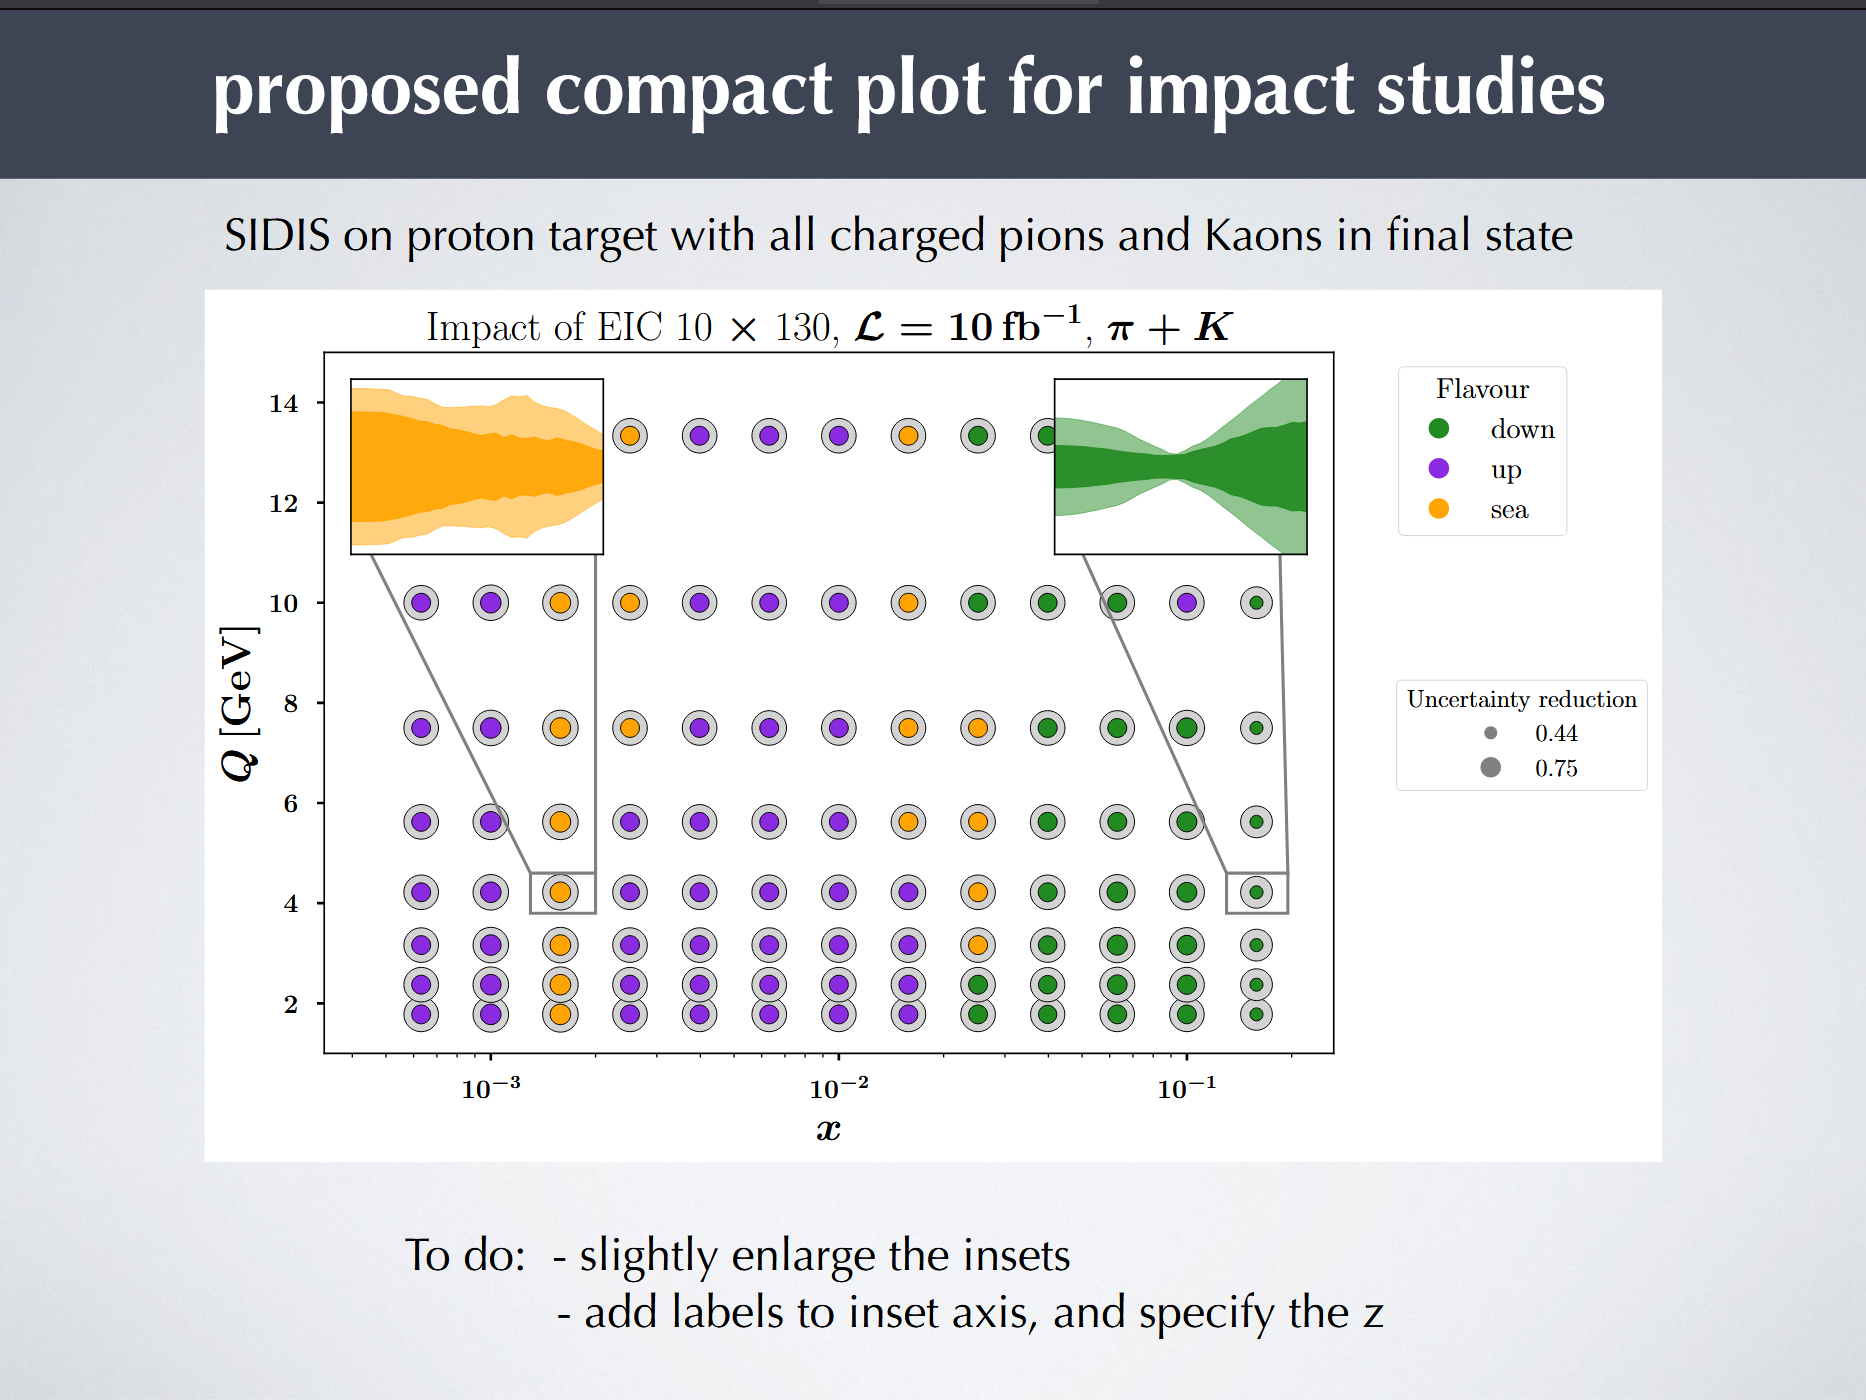 proposed compact plot for impact studies
SIDIS on proton target with all charged pions and Kaons in final state
Impact of EIC 10 × 130, 𝓛 = 10 fb⁻¹, π + K
14
12
10
8
6
4
2
Q [GeV]
10⁻³ 10⁻² 10⁻¹
x
Flavour
down
up
sea
Uncertainty reduction
0.44
0.75
To do: - slightly enlarge the insets
- add labels to inset axis, and specify the z